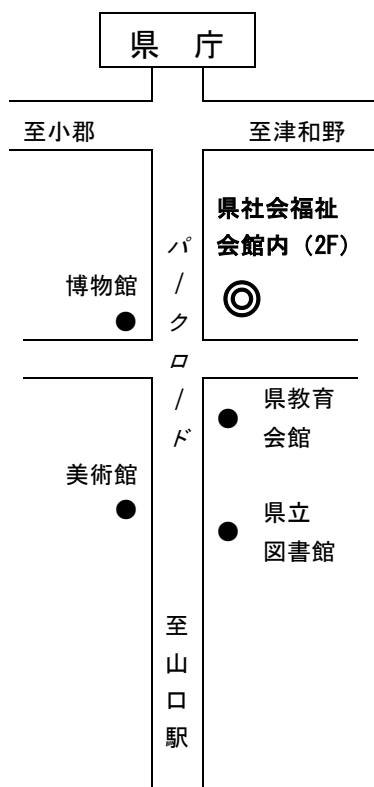 県 庁
至小郡
至津和野
県社会福祉
会館内（2F）
パークロード
博物館
県教育
会館
美術館
県立
図書館
至山口駅